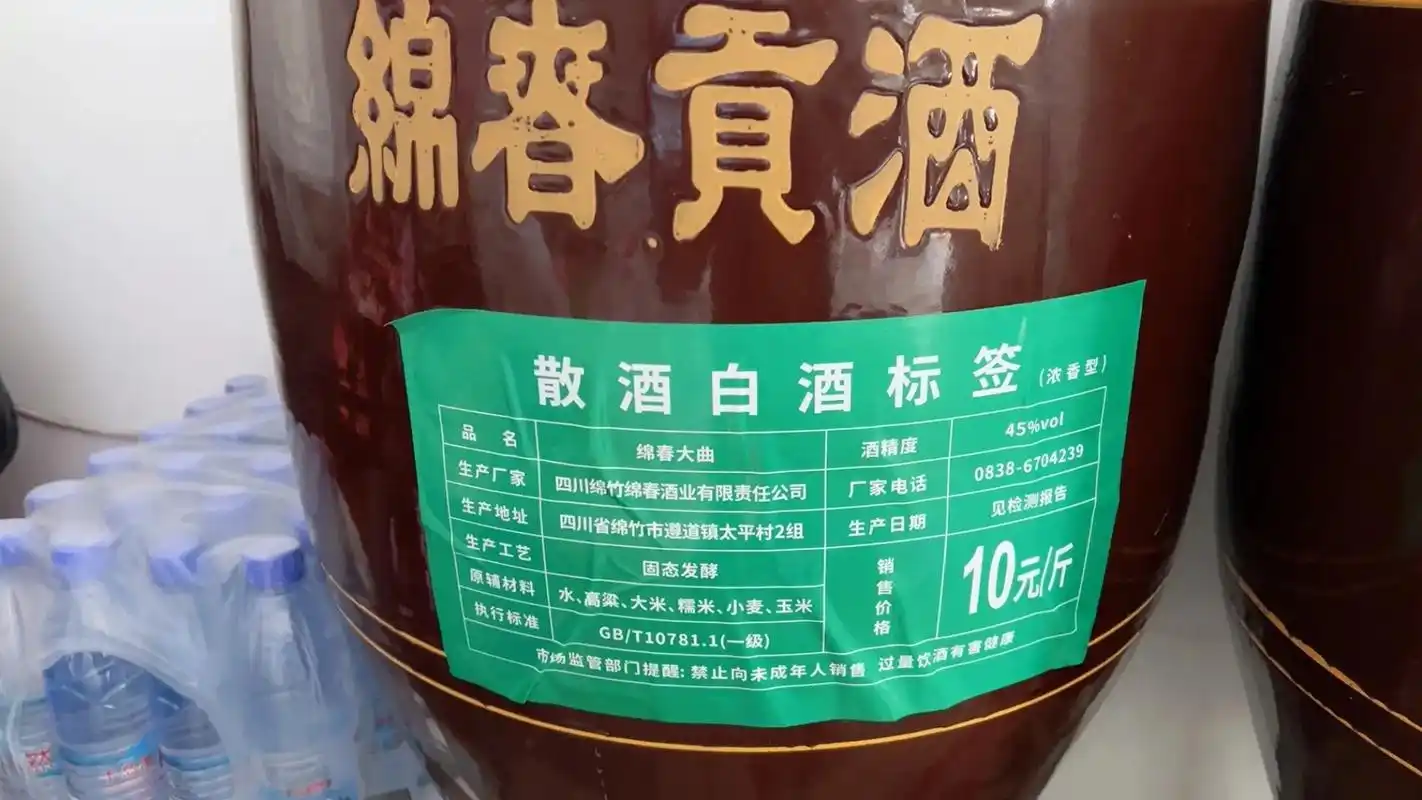 綿春貢酒
散酒白酒标签(浓香型)
品名 绵春大曲 酒精度 45%vol
生产厂家 四川绵竹绵春酒业有限责任公司 厂家电话 0838-6704239
生产地址 四川省绵竹市遵道镇太平村2组 生产日期 见检测报告
生产工艺 固态发酵 销售价格 10元/斤
原辅材料 水、高粱、大米、糯米、小麦、玉米
执行标准 GB/T10781.1(一级)
市场监管部门提醒:禁止向未成年人销售 过量饮酒有害健康